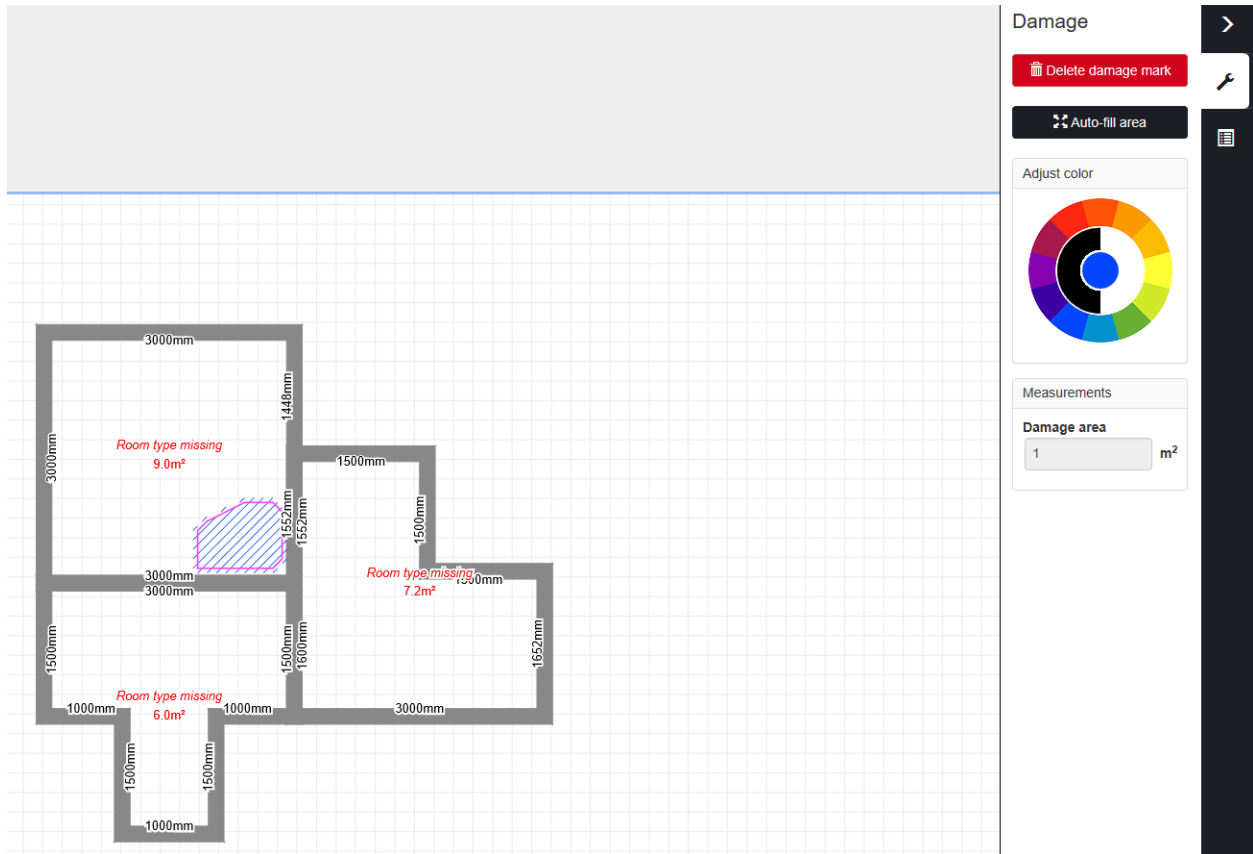 3000mm
1448mm
3000mm
Room type missing
9.0m²
1552mm
1552mm
3000mm
3000mm
1500mm
1500mm
1500mm
Room type missing
7.2m²
1652mm
3000mm
1500mm
1500mm
1600mm
Room type missing
6.0m²
1000mm
1000mm
1500mm
1500mm
1000mm
Damage
Delete damage mark
Auto-fill area
Adjust color
Measurements
Damage area
1
m²